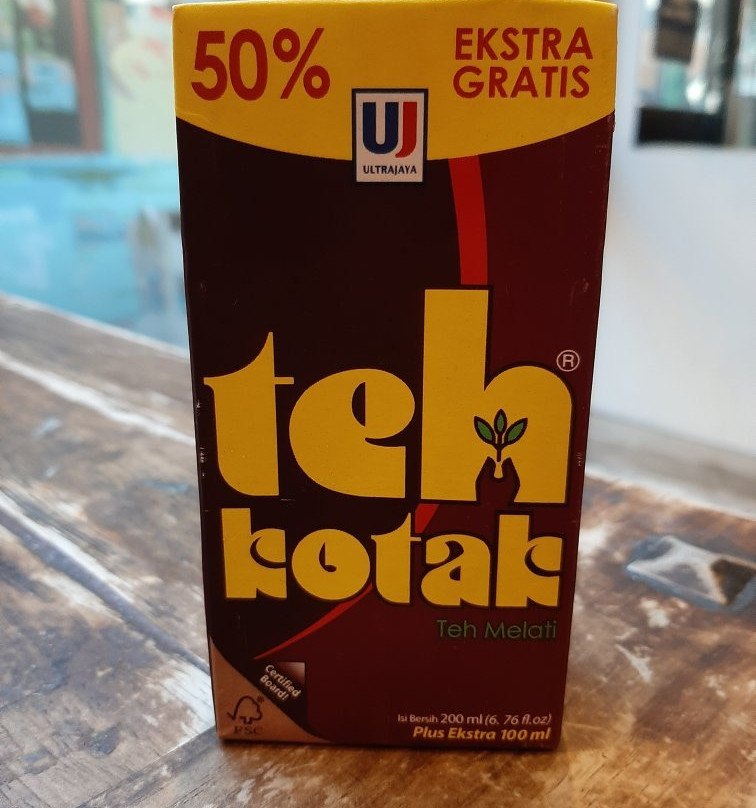 50%
EKSTRA
GRATIS
UJ
ULTRAJAYA
teh
®
kotak
Teh Melati
Certified
Board!
FSC
Isi Bersih 200 ml (6. 76 fl.oz)
Plus Ekstra 100 ml